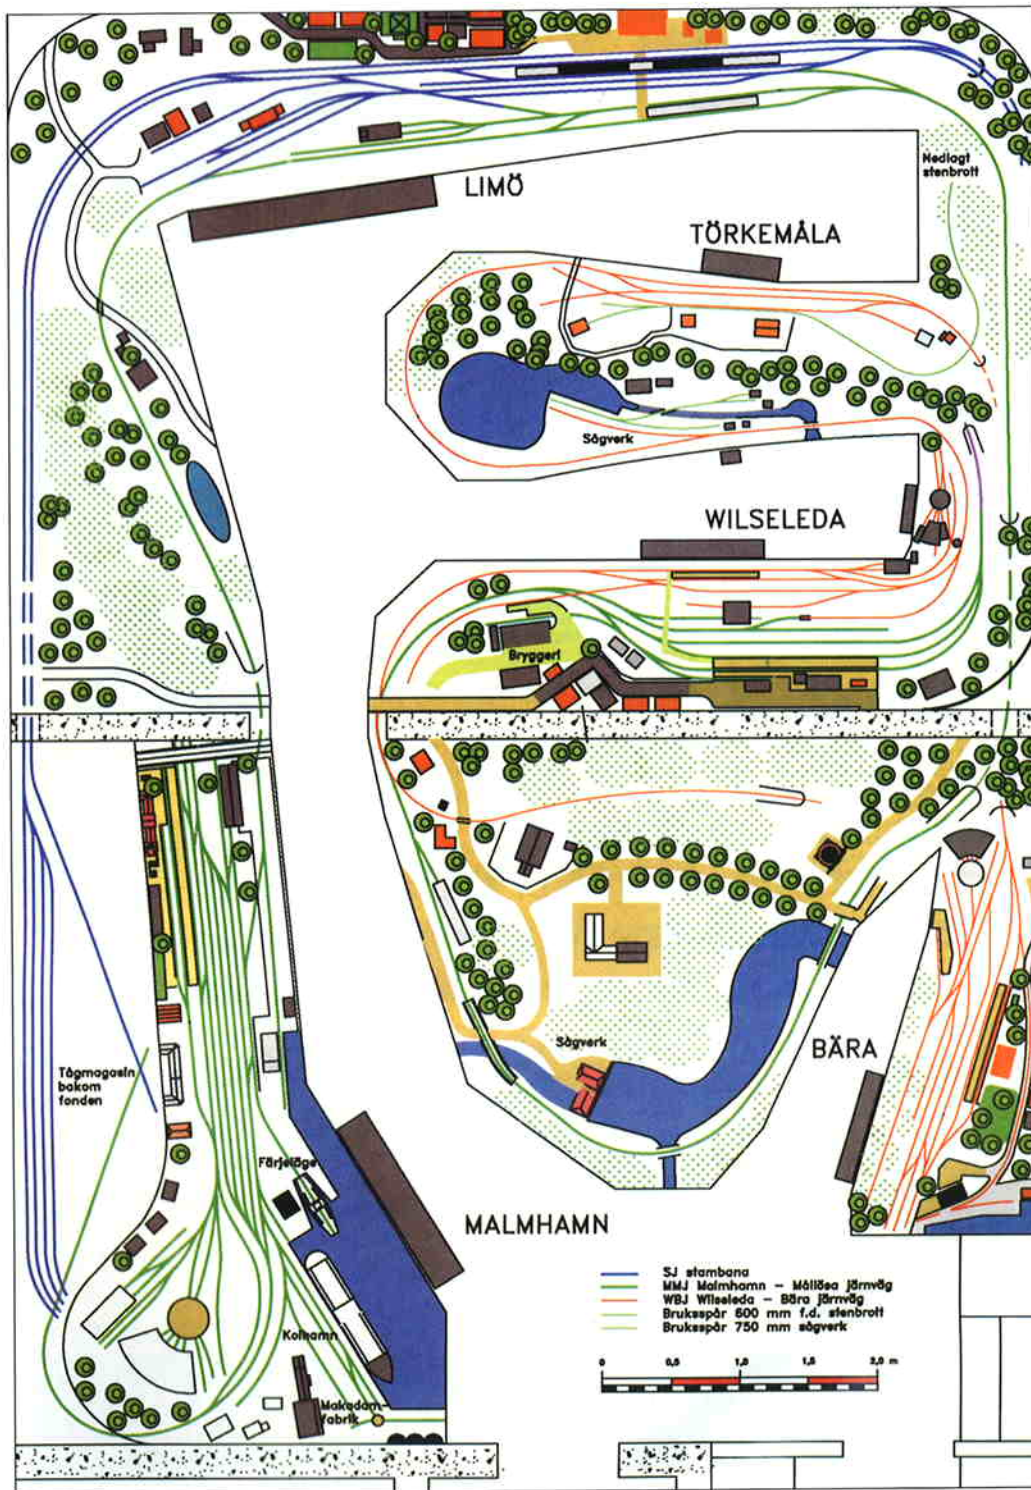 LIMÖ
Nedlagt
stenbrott
TÖRKEMÅLA
Sågverk
WILSELEDA
Bryggeri
Sågverk
BÄRA
Tågmagasin
bakom
fonden
Färjeläge
MALMHAMN
Kolhamn
Makadam-
fabrik
SJ stambana
MMJ Malmhamn – Mållösa järnväg
WBJ Wilseleda – Bära järnväg
Bruksspår 600 mm f.d. stenbrott
Bruksspår 750 mm sågverk
0 0,5 1,0 1,5 2,0 m